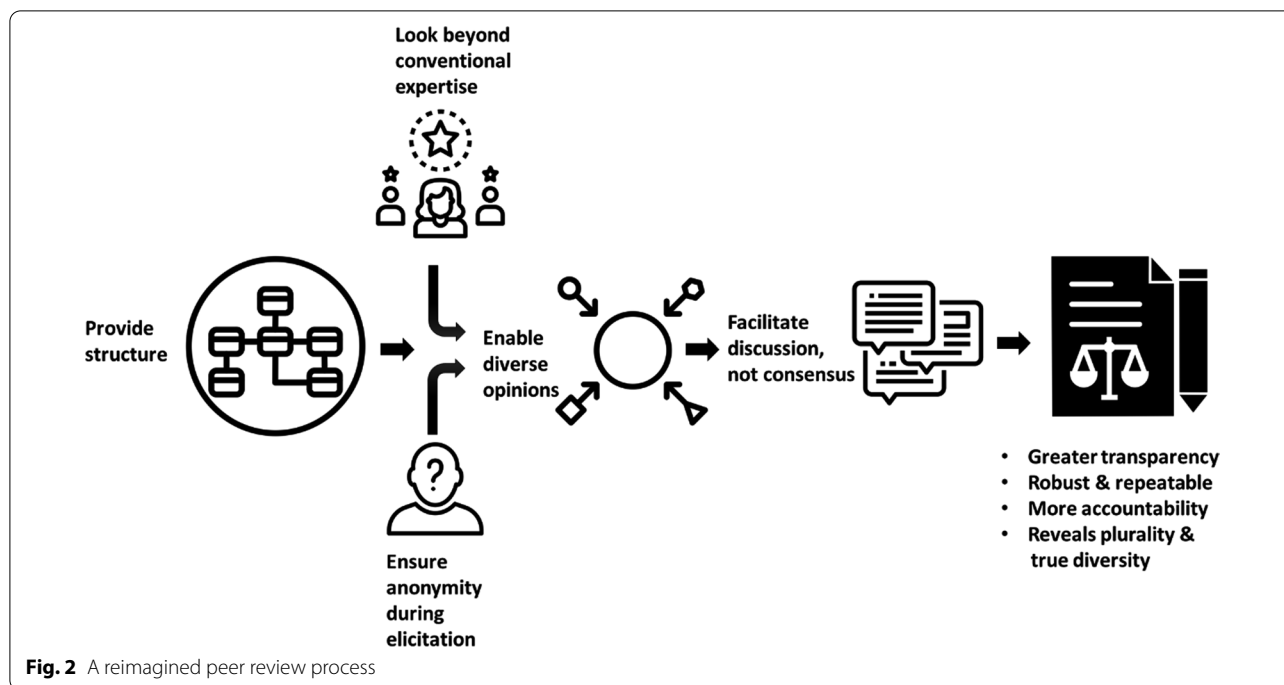 Look beyond
conventional
expertise
Provide
structure
?
Ensure
anonymity
during
elicitation
Enable
diverse
opinions
Facilitate
discussion,
not consensus
• Greater transparency
• Robust & repeatable
• More accountability
• Reveals plurality &
true diversity
Fig. 2 A reimagined peer review process